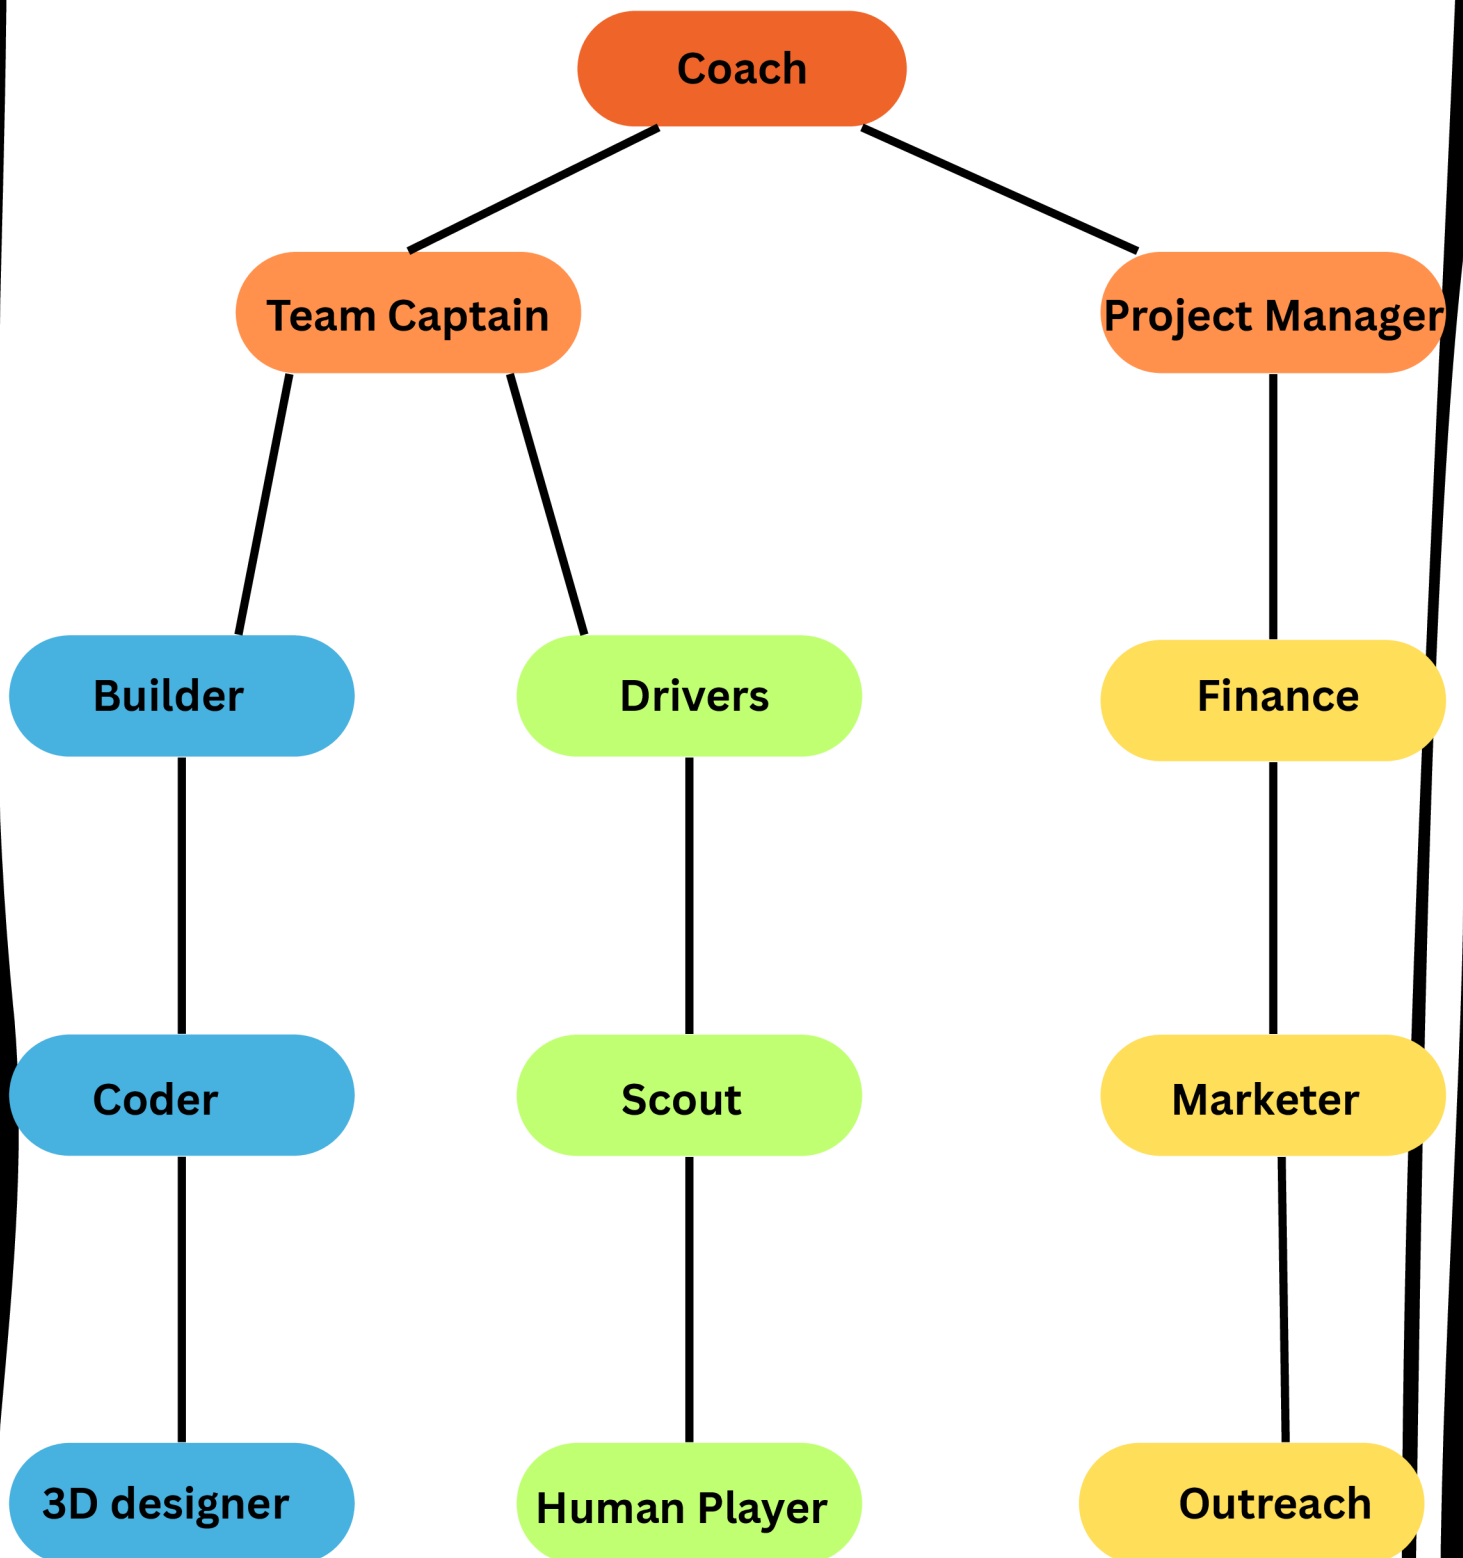 Coach
Team Captain
Project Manager
Builder
Drivers
Finance
Coder
Scout
Marketer
3D designer
Human Player
Outreach